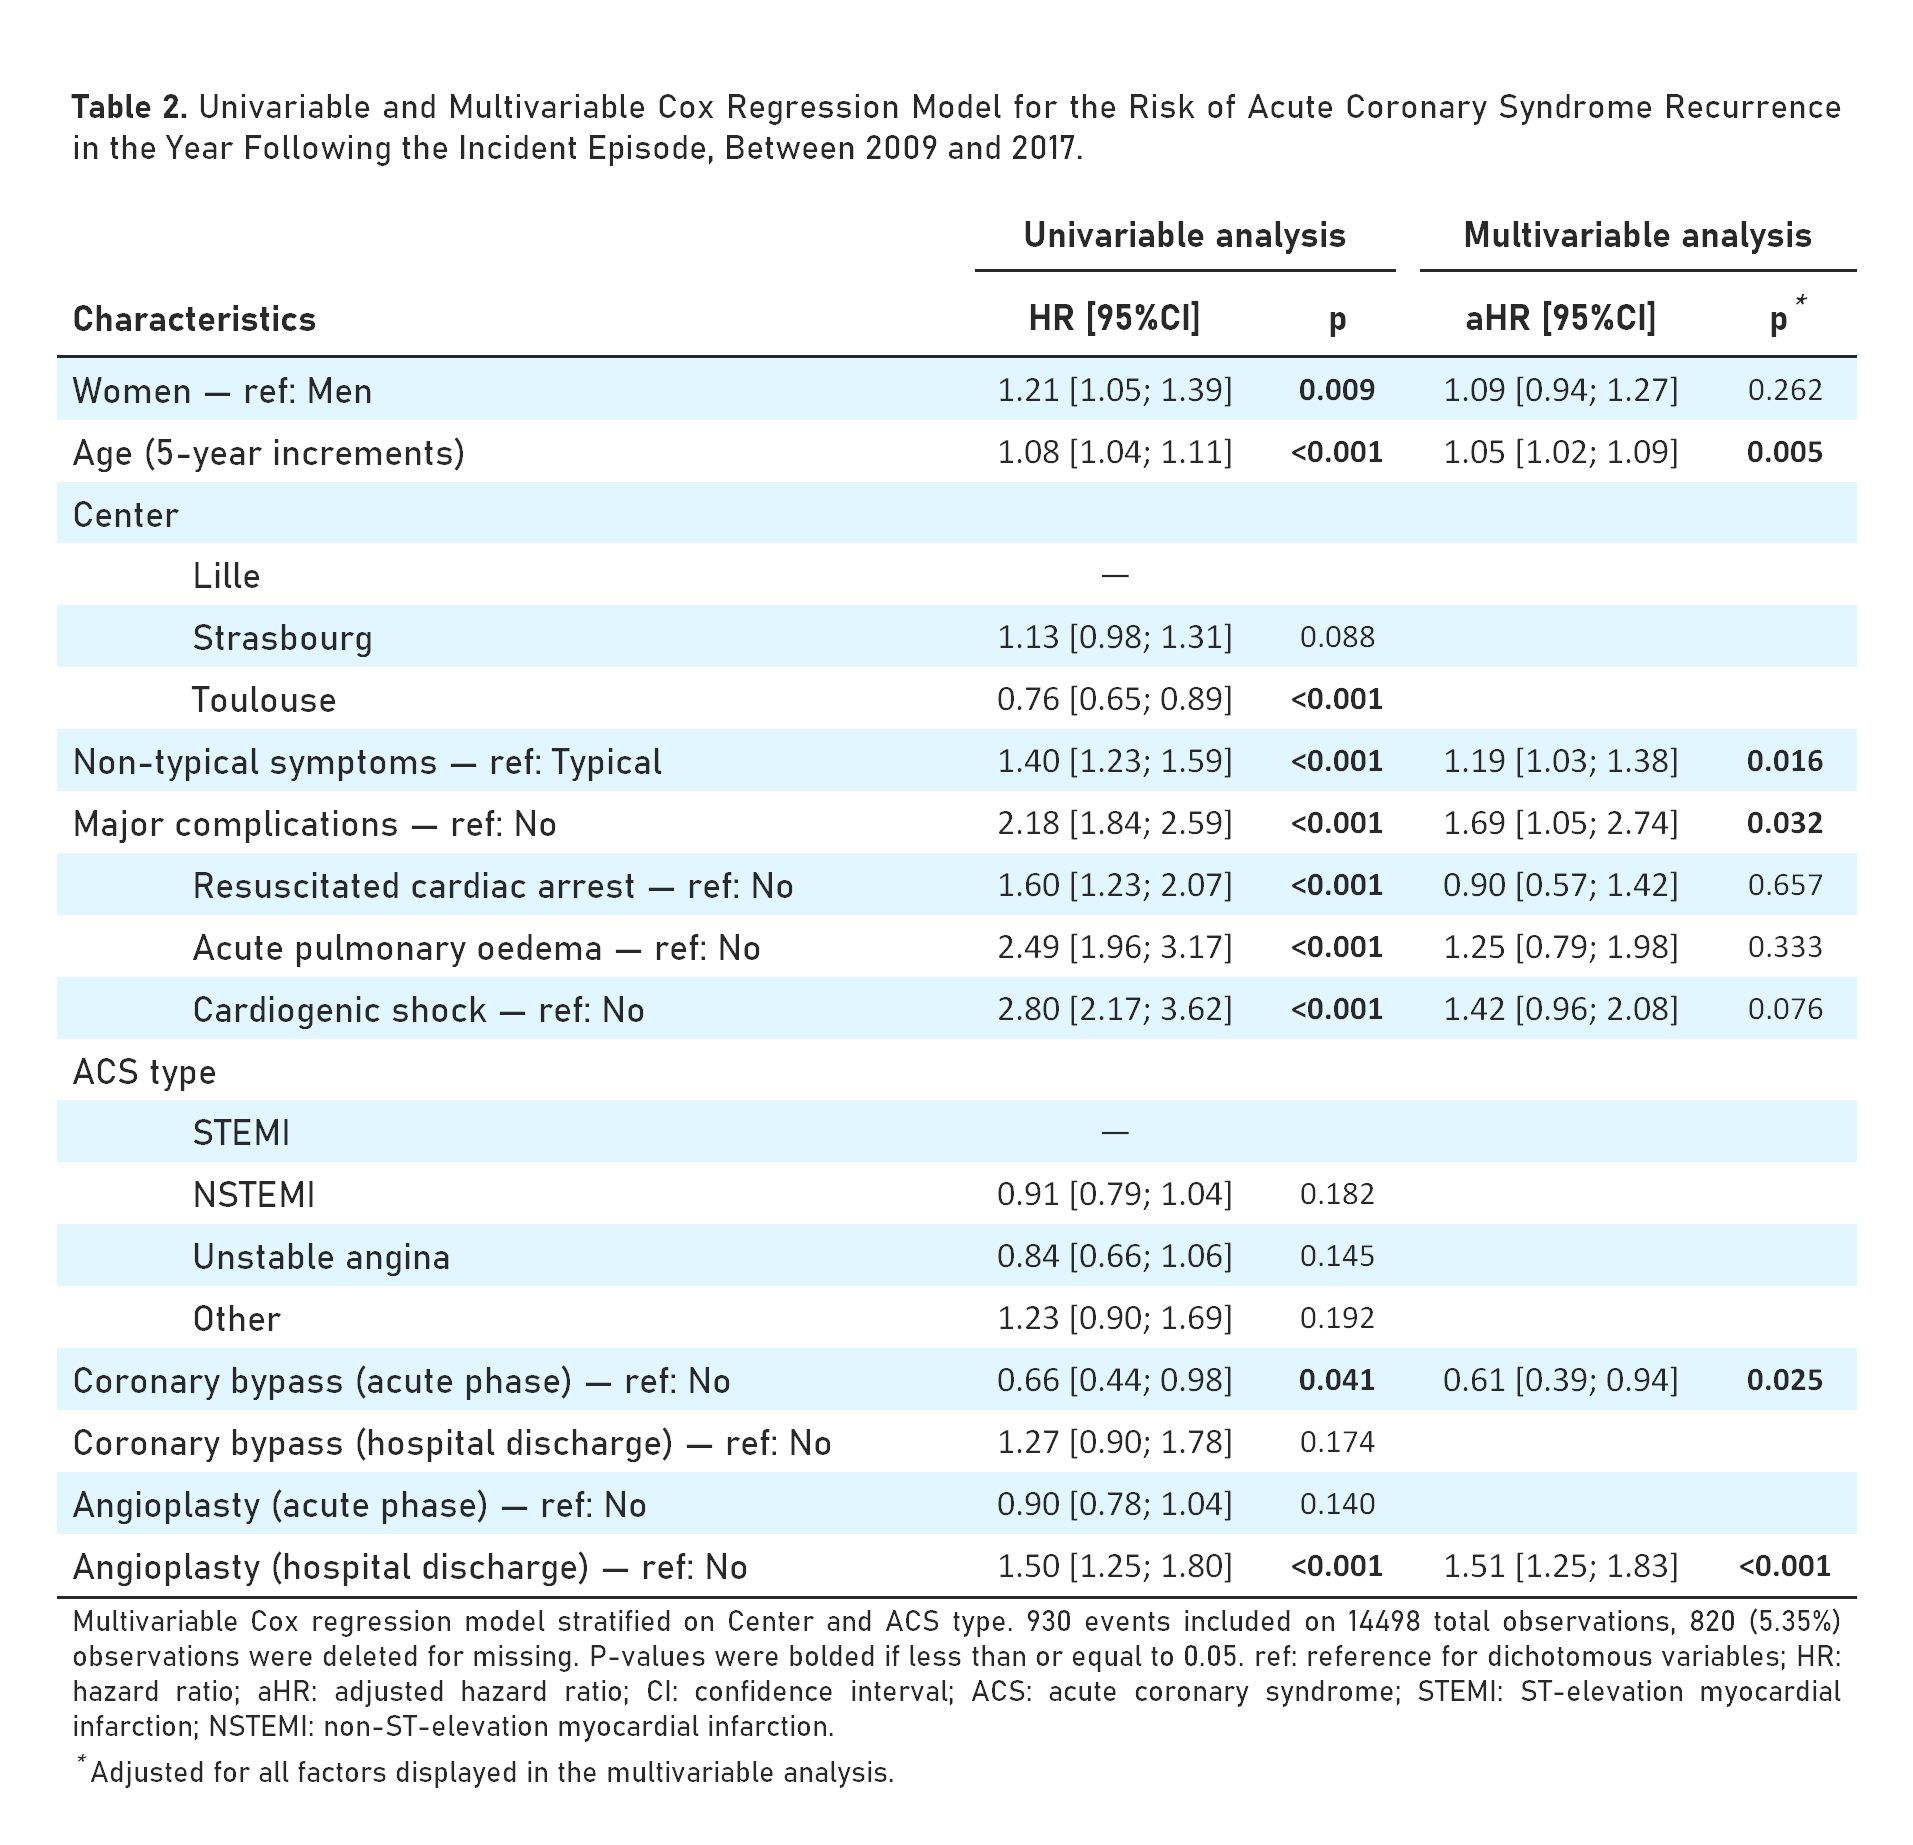 Table 2. Univariable and Multivariable Cox Regression Model for the Risk of Acute Coronary Syndrome Recurrence
in the Year Following the Incident Episode, Between 2009 and 2017.
Univariable analysis Multivariable analysis
Characteristics HR [95%CI] p aHR [95%CI] p*
Women — ref: Men 1.21 [1.05; 1.39] 0.009 1.09 [0.94; 1.27] 0.262
Age (5-year increments) 1.08 [1.04; 1.11] <0.001 1.05 [1.02; 1.09] 0.005
Center
Lille —
Strasbourg 1.13 [0.98; 1.31] 0.088
Toulouse 0.76 [0.65; 0.89] <0.001
Non-typical symptoms — ref: Typical 1.40 [1.23; 1.59] <0.001 1.19 [1.03; 1.38] 0.016
Major complications — ref: No 2.18 [1.84; 2.59] <0.001 1.69 [1.05; 2.74] 0.032
Resuscitated cardiac arrest — ref: No 1.60 [1.23; 2.07] <0.001 0.90 [0.57; 1.42] 0.657
Acute pulmonary oedema — ref: No 2.49 [1.96; 3.17] <0.001 1.25 [0.79; 1.98] 0.333
Cardiogenic shock — ref: No 2.80 [2.17; 3.62] <0.001 1.42 [0.96; 2.08] 0.076
ACS type
STEMI —
NSTEMI 0.91 [0.79; 1.04] 0.182
Unstable angina 0.84 [0.66; 1.06] 0.145
Other 1.23 [0.90; 1.69] 0.192
Coronary bypass (acute phase) — ref: No 0.66 [0.44; 0.98] 0.041 0.61 [0.39; 0.94] 0.025
Coronary bypass (hospital discharge) — ref: No 1.27 [0.90; 1.78] 0.174
Angioplasty (acute phase) — ref: No 0.90 [0.78; 1.04] 0.140
Angioplasty (hospital discharge) — ref: No 1.50 [1.25; 1.80] <0.001 1.51 [1.25; 1.83] <0.001
Multivariable Cox regression model stratified on Center and ACS type. 930 events included on 14498 total observations, 820 (5.35%)
observations were deleted for missing. P-values were bolded if less than or equal to 0.05. ref: reference for dichotomous variables; HR:
hazard ratio; aHR: adjusted hazard ratio; CI: confidence interval; ACS: acute coronary syndrome; STEMI: ST-elevation myocardial
infarction; NSTEMI: non-ST-elevation myocardial infarction.
*Adjusted for all factors displayed in the multivariable analysis.